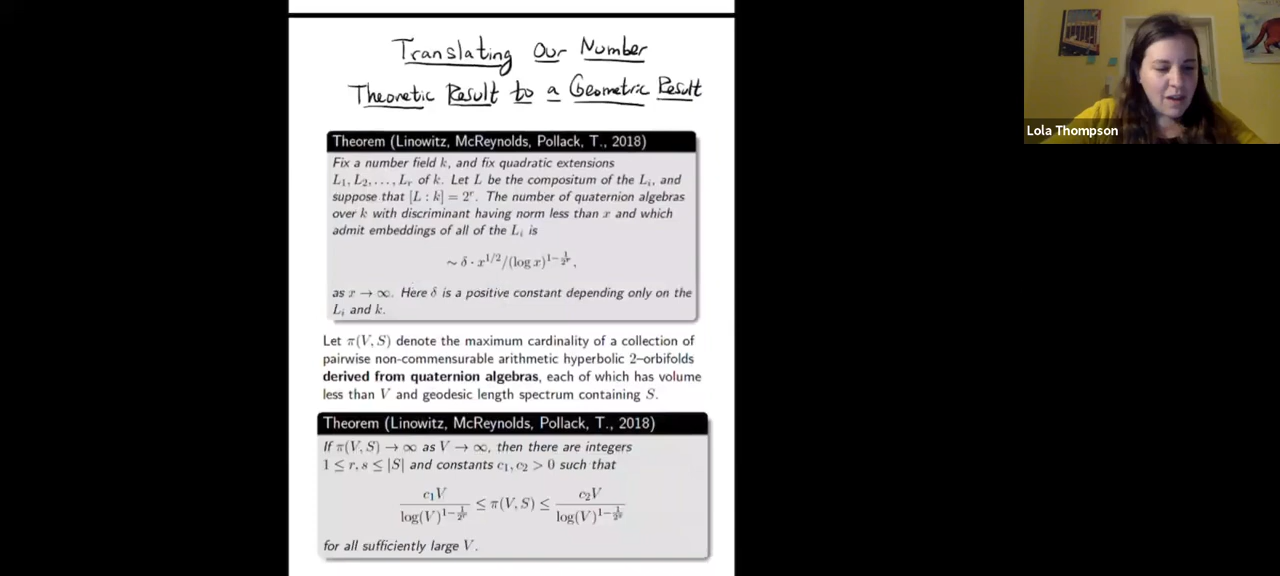 Translating Our Number
Theoretic Result to a Geometric Result
Theorem (Linowitz, McReynolds, Pollack, T., 2018)
Fix a number field k, and fix quadratic extensions
L₁, L₂, . . . , Lᵣ of k. Let L be the compositum of the Lᵢ, and
suppose that [L : k] = 2ʳ. The number of quaternion algebras
over k with discriminant having norm less than x and which
admit embeddings of all of the Lᵢ is
∼ δ · x^{1/2}/(log x)^{1−\frac{1}{2^r}},
as x → ∞. Here δ is a positive constant depending only on the
Lᵢ and k.
Let π(V, S) denote the maximum cardinality of a collection of
pairwise non-commensurable arithmetic hyperbolic 2–orbifolds
derived from quaternion algebras, each of which has volume
less than V and geodesic length spectrum containing S.
Theorem (Linowitz, McReynolds, Pollack, T., 2018)
If π(V, S) → ∞ as V → ∞, then there are integers
1 ≤ r, s ≤ |S| and constants c₁, c₂ > 0 such that
\frac{c₁V}{log(V)^{1−\frac{1}{2^r}}} ≤ π(V, S) ≤ \frac{c₂V}{log(V)^{1−\frac{1}{2^s}}}
for all sufficiently large V.
Lola Thompson